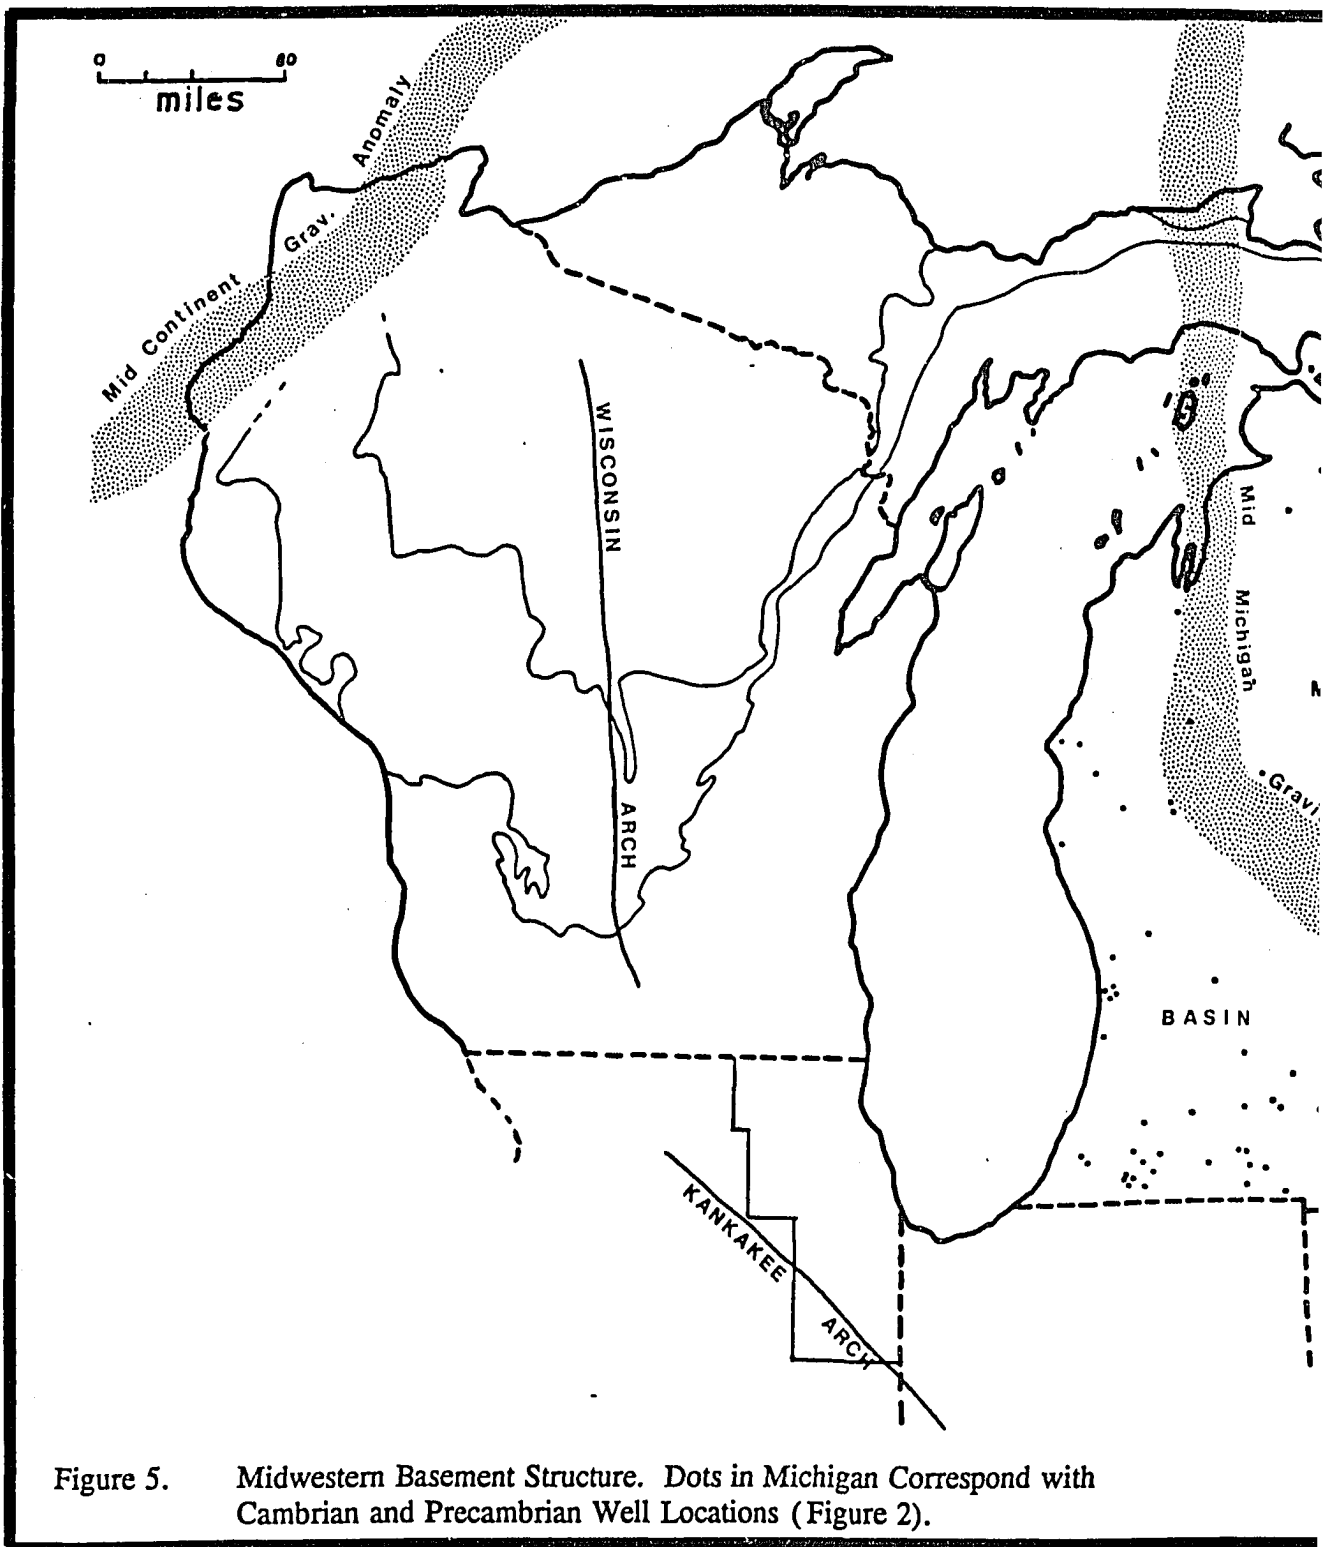 0 80
miles
Mid Continent Grav. Anomaly
WISCONSIN ARCH
Mid Michigan Gravi
M
BASIN
KANKAKEE ARCH
Figure 5. Midwestern Basement Structure. Dots in Michigan Correspond with
Cambrian and Precambrian Well Locations (Figure 2).